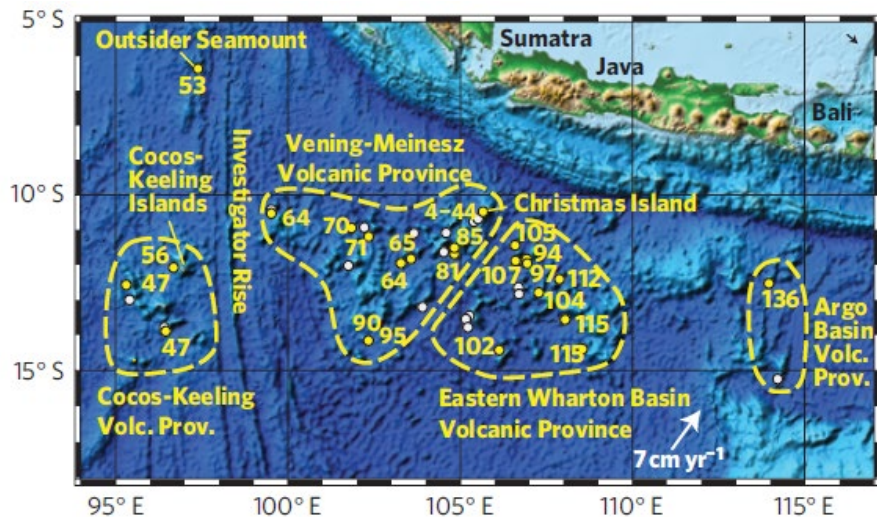 5° S
10° S
15° S
95° E
100° E
105° E
110° E
115° E
Outsider Seamount
53
Sumatra
Java
Bali
Cocos-
Keeling
Islands
Investigator Rise
Vening-Meinesz
Volcanic Province
Christmas Island
4–44
64
70
71
65
64
85
81
90
95
56
47
47
Cocos-Keeling
Volc. Prov.
105
94
107
97
112
104
115
102
113
Eastern Wharton Basin
Volcanic Province
136
Argo
Basin
Volc.
Prov.
7 cm yr⁻¹